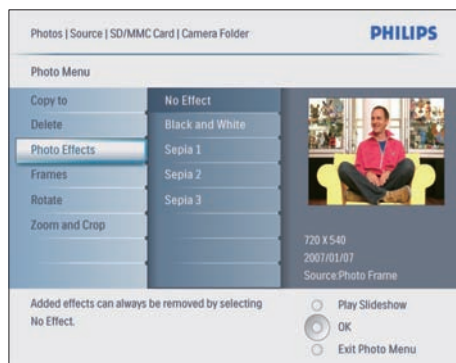 Photos | Source | SD/MMC Card | Camera Folder
PHILIPS
Photo Menu
Copy to
Delete
Photo Effects
Frames
Rotate
Zoom and Crop
No Effect
Black and White
Sepia 1
Sepia 2
Sepia 3
720 X 540
2007/01/07
Source:Photo Frame
Added effects can always be removed by selecting
No Effect.
Play Slideshow
OK
Exit Photo Menu